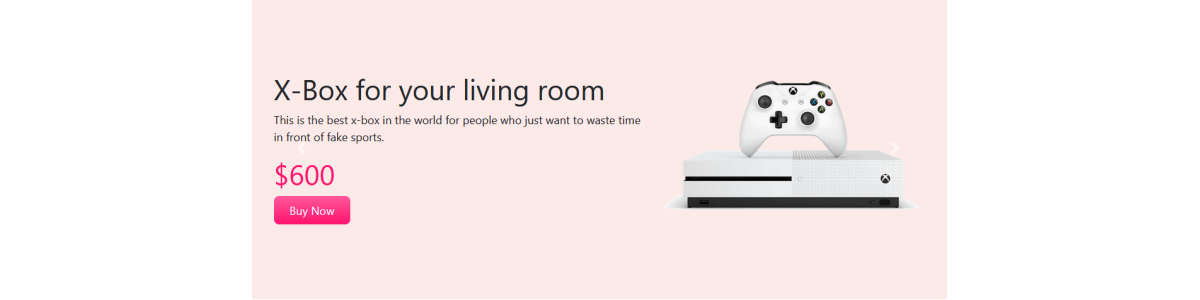 X-Box for your living room
This is the best x-box in the world for people who just want to waste time
in front of fake sports.
$600
Buy Now